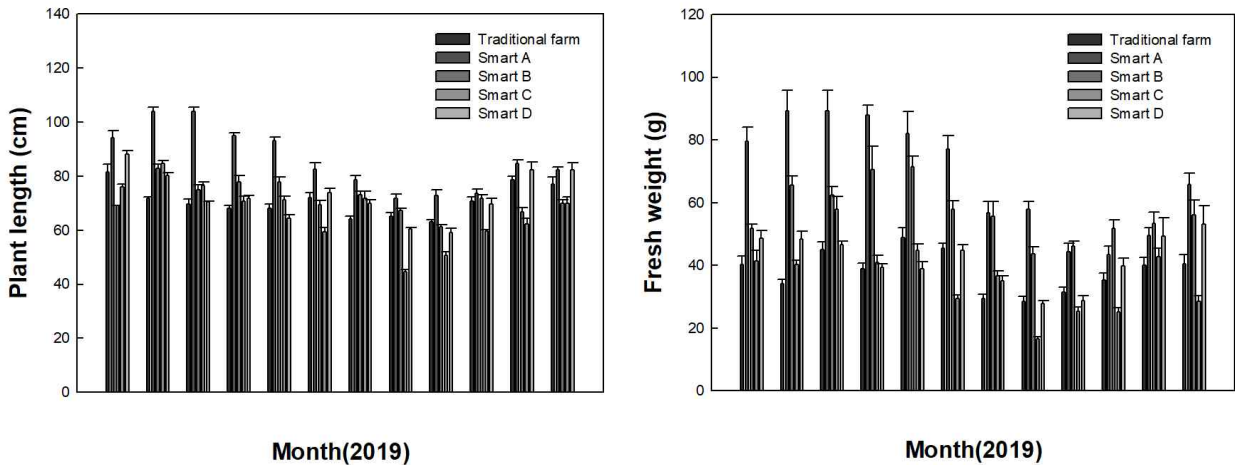 140
120
100
80
60
40
20
0
Plant length (cm)
Traditional farm
Smart A
Smart B
Smart C
Smart D
Month(2019)
120
100
80
60
40
20
0
Fresh weight (g)
Traditional farm
Smart A
Smart B
Smart C
Smart D
Month(2019)